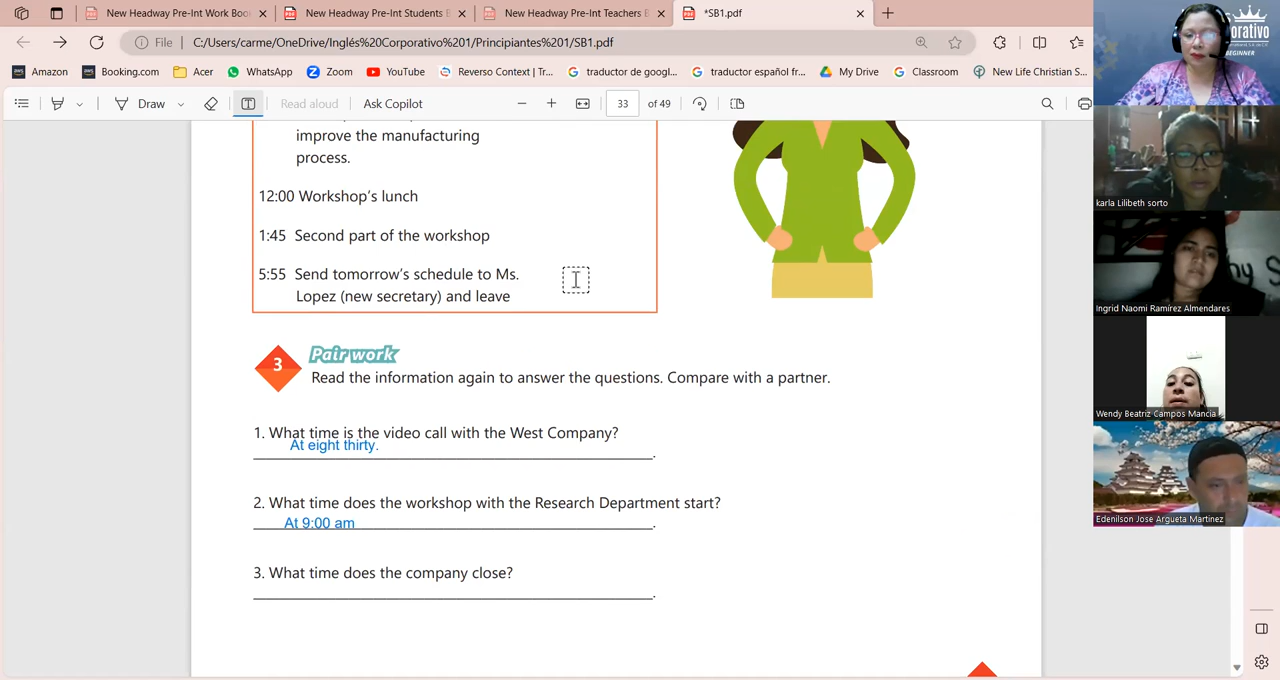 New Headway Pre-Int Work Boo
New Headway Pre-Int Students B
New Headway Pre-Int Teachers B
*SB1.pdf
File
C:/Users/carme/OneDrive/Inglés%20Corporativo%201/Principiantes%201/SB1.pdf
Amazon
Booking.com
Acer
WhatsApp
Zoom
YouTube
Reverso Context | Tr...
traductor de googl...
traductor español fr...
My Drive
Classroom
New Life Christian S...
Draw
Read aloud
Ask Copilot
33
of 49
improve the manufacturing
process.
12:00 Workshop's lunch
1:45 Second part of the workshop
5:55 Send tomorrow's schedule to Ms.
Lopez (new secretary) and leave
3
Pair work
Read the information again to answer the questions. Compare with a partner.
1. What time is the video call with the West Company?
At eight thirty.
2. What time does the workshop with the Research Department start?
At 9:00 am
3. What time does the company close?
orativo
BEGINNER
karla Lilibeth sorto
Ingrid Naomi Ramírez Almendares
Wendy Beatriz Campos Mancia
Edenilson Jose Argueta Martinez